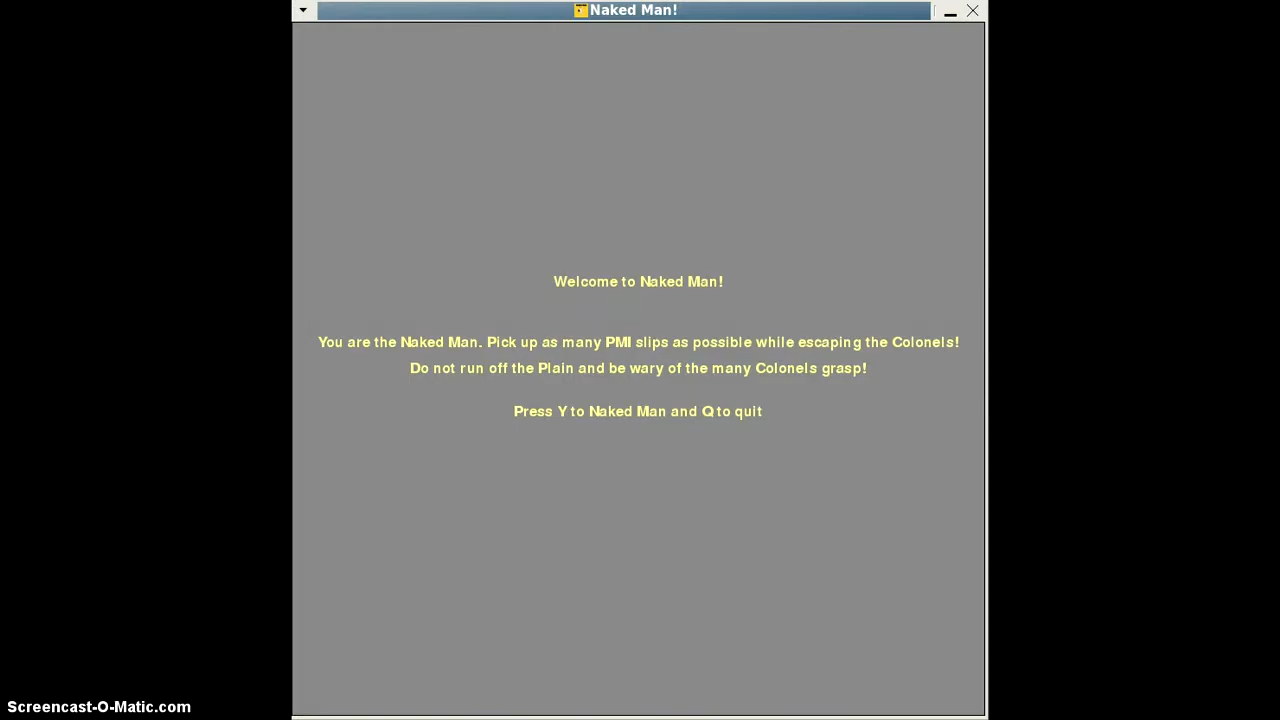 Naked Man!
Welcome to Naked Man!
You are the Naked Man. Pick up as many PMI slips as possible while escaping the Colonels!
Do not run off the Plain and be wary of the many Colonels grasp!
Press Y to Naked Man and Q to quit
Screencast-O-Matic.com